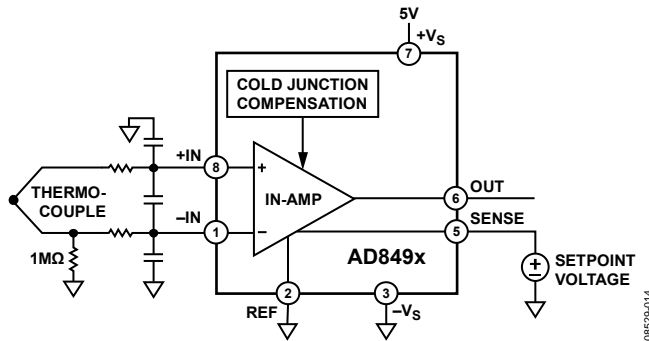 5V
+VS
7
COLD JUNCTION
COMPENSATION
+IN
8
+
THERMO-
COUPLE
IN-AMP
6
OUT
–IN
1
–
5
SENSE
1MΩ
AD849x
+
–
SETPOINT
VOLTAGE
2
3
REF
–VS
08529-014